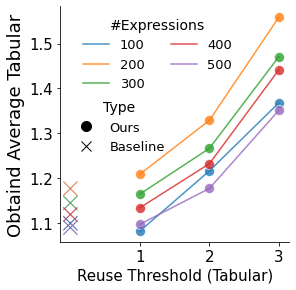 #Expressions
100 400
200 500
300
Type
Ours
Baseline
Obtaind Average Tabular
1.5
1.4
1.3
1.2
1.1
1 2 3
Reuse Threshold (Tabular)